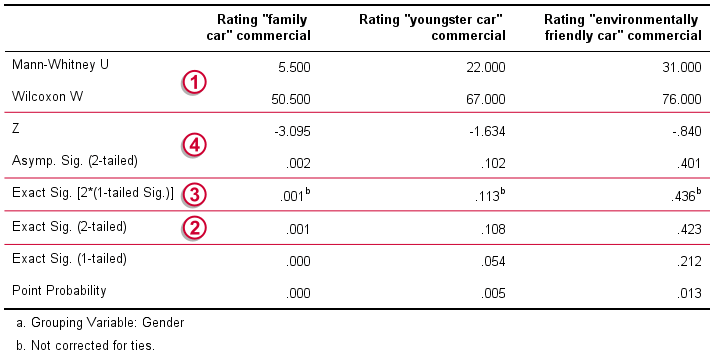 Rating "family car" commercial Rating "youngster car" commercial Rating "environmentally friendly car" commercial
Mann-Whitney U 5.500 22.000 31.000
1
Wilcoxon W 50.500 67.000 76.000
Z -3.095 -1.634 -.840
4
Asymp. Sig. (2-tailed) .002 .102 .401
Exact Sig. [2*(1-tailed Sig.)] 3 .001b .113b .436b
Exact Sig. (2-tailed) 2 .001 .108 .423
Exact Sig. (1-tailed) .000 .054 .212
Point Probability .000 .005 .013
a. Grouping Variable: Gender
b. Not corrected for ties.